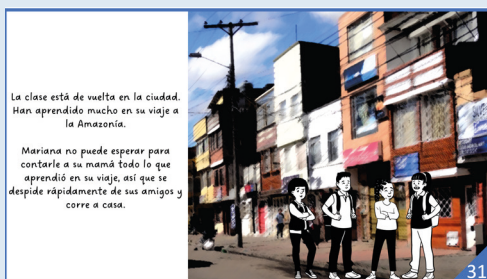 La clase está de vuelta en la ciudad.
Han aprendido mucho en su viaje a
la Amazonía.
Mariana no puede esperar para
contarle a su mamá todo lo que
aprendió en su viaje, así que se
despide rápidamente de sus amigos y
corre a casa.
31